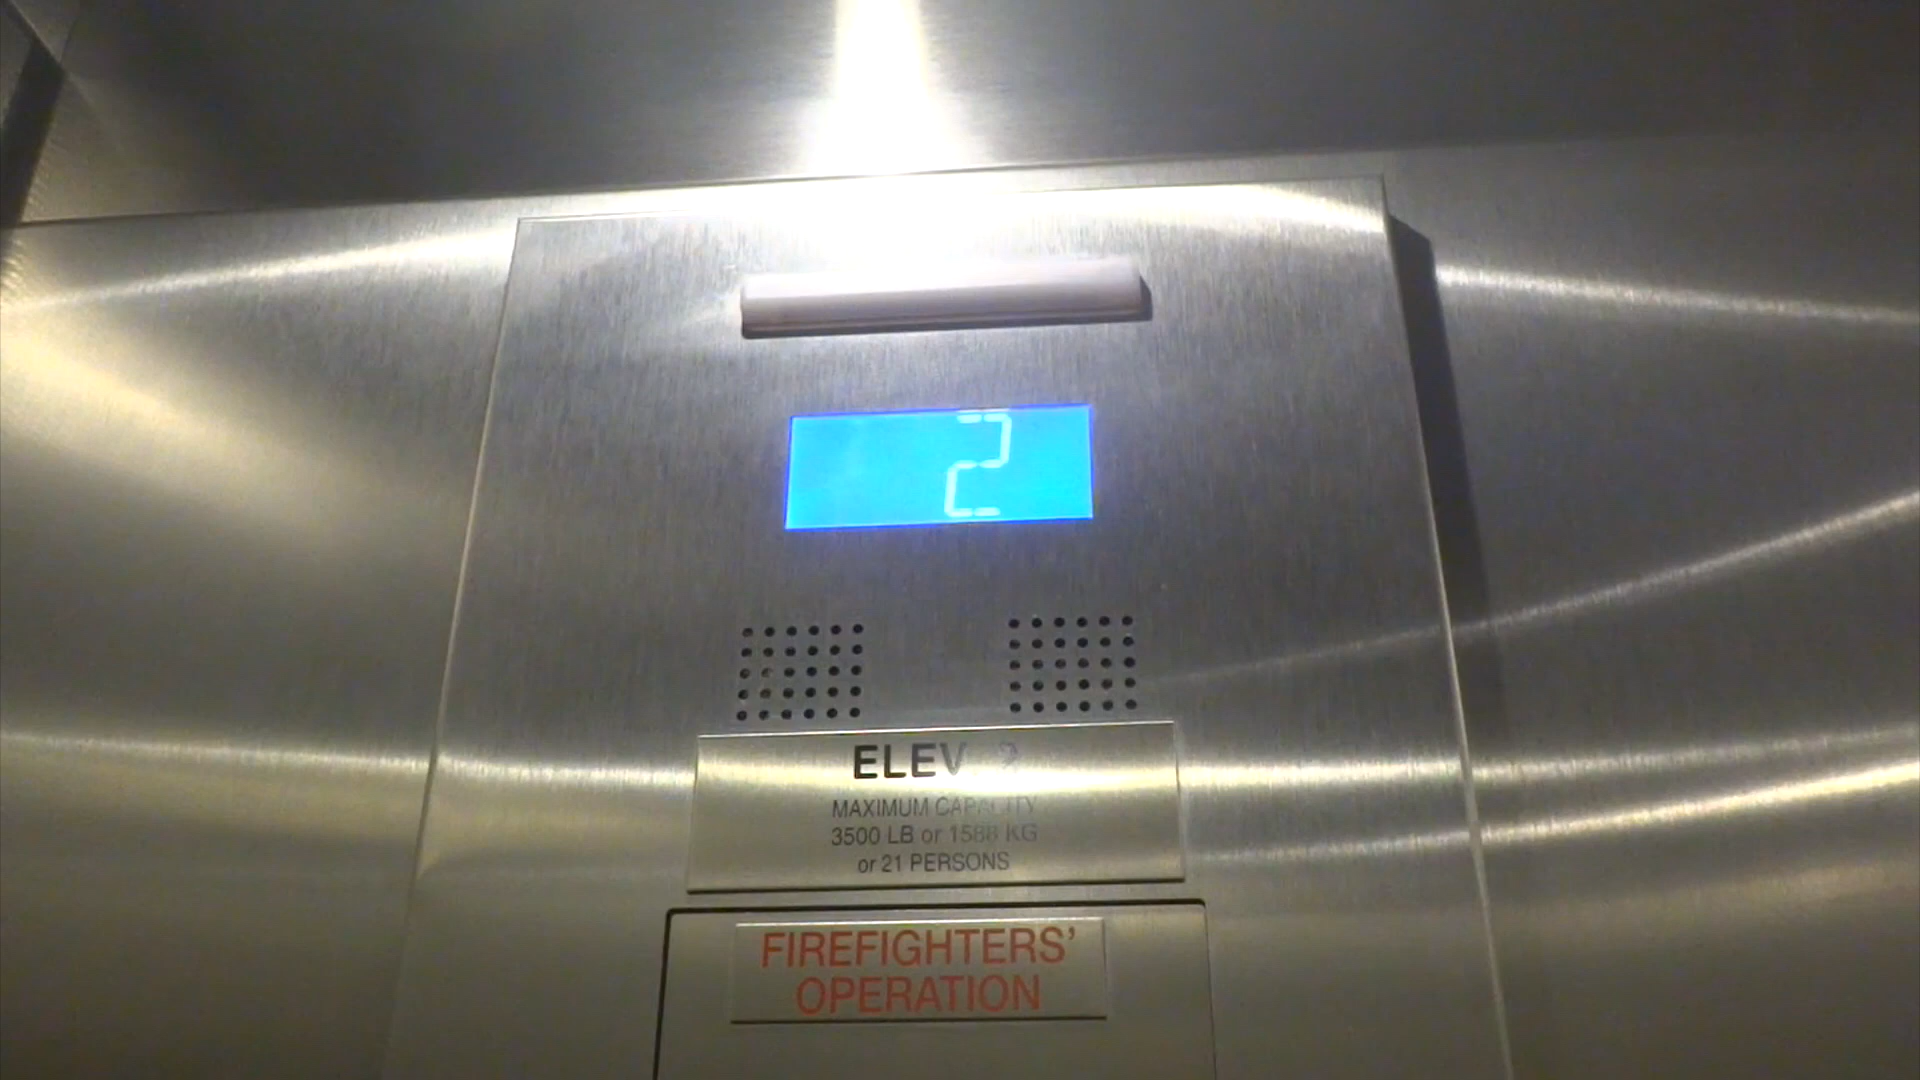 2
ELEV
MAXIMUM CAPACITY
3500 LB or 1588 KG
or 21 PERSONS
FIREFIGHTERS'
OPERATION